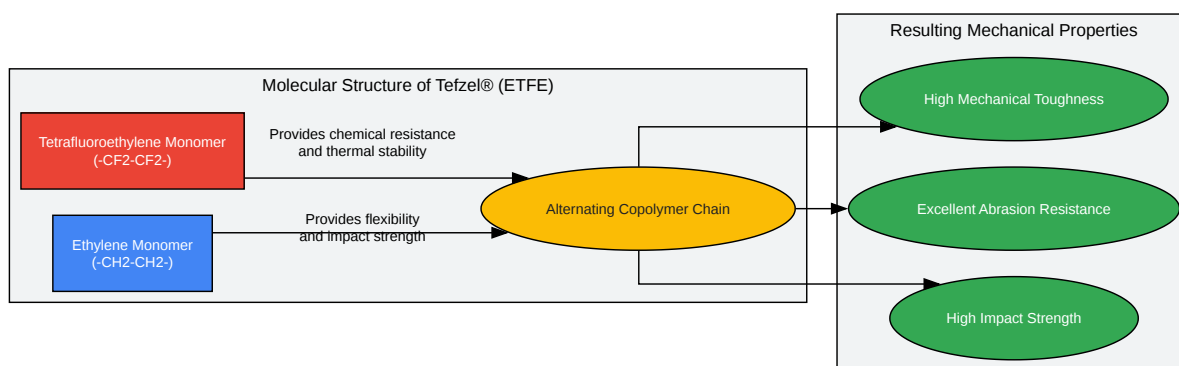 Resulting Mechanical Properties
Molecular Structure of Tefzel® (ETFE)
Tetrafluoroethylene Monomer
(-CF2-CF2-)
Provides chemical resistance
and thermal stability
Ethylene Monomer
(-CH2-CH2-)
Provides flexibility
and impact strength
Alternating Copolymer Chain
High Mechanical Toughness
Excellent Abrasion Resistance
High Impact Strength